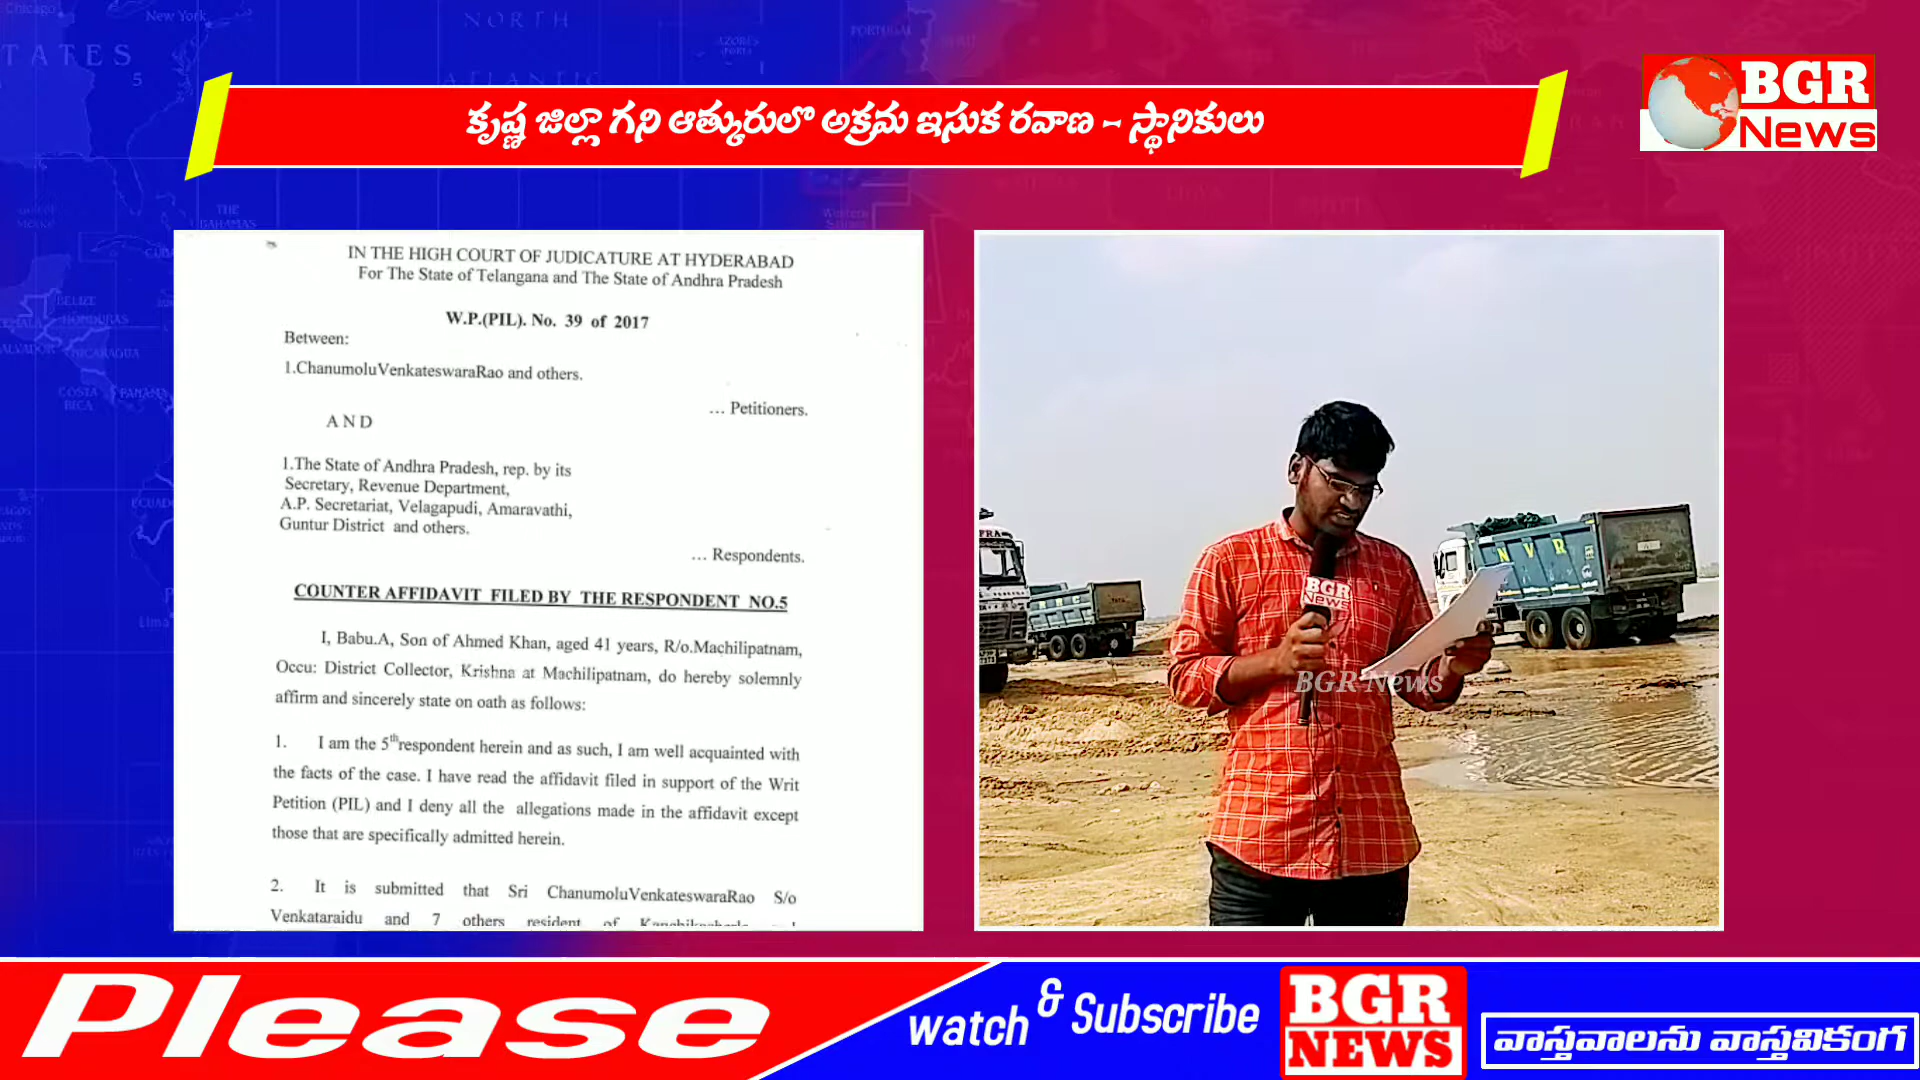 కృష్ణ జిల్లా గని ఆత్కురులొ అక్రమ ఇసుక రవాణ - స్థానికులు
BGR
News
IN THE HIGH COURT OF JUDICATURE AT HYDERABAD
For The State of Telangana and The State of Andhra Pradesh
W.P.(PIL). No. 39 of 2017
Between:
1.ChanumoluVenkateswaraRao and others.
... Petitioners.
AND
1.The State of Andhra Pradesh, rep. by its
Secretary, Revenue Department,
A.P. Secretariat, Velagapudi, Amaravathi,
Guntur District and others.
... Respondents.
COUNTER AFFIDAVIT FILED BY THE RESPONDENT NO.5
I, Babu.A, Son of Ahmed Khan, aged 41 years, R/o.Machilipatnam,
Occu: District Collector, Krishna at Machilipatnam, do hereby solemnly
affirm and sincerely state on oath as follows:
1. I am the 5th respondent herein and as such, I am well acquainted with
the facts of the case. I have read the affidavit filed in support of the Writ
Petition (PIL) and I deny all the allegations made in the affidavit except
those that are specifically admitted herein.
2. It is submitted that Sri ChanumoluVenkateswaraRao S/o
Venkataraidu and 7 others resident of
NVR
BGR
News
BGR News
Please
watch & Subscribe
BGR
NEWS
వాస్తవాలను వాస్తవికంగ